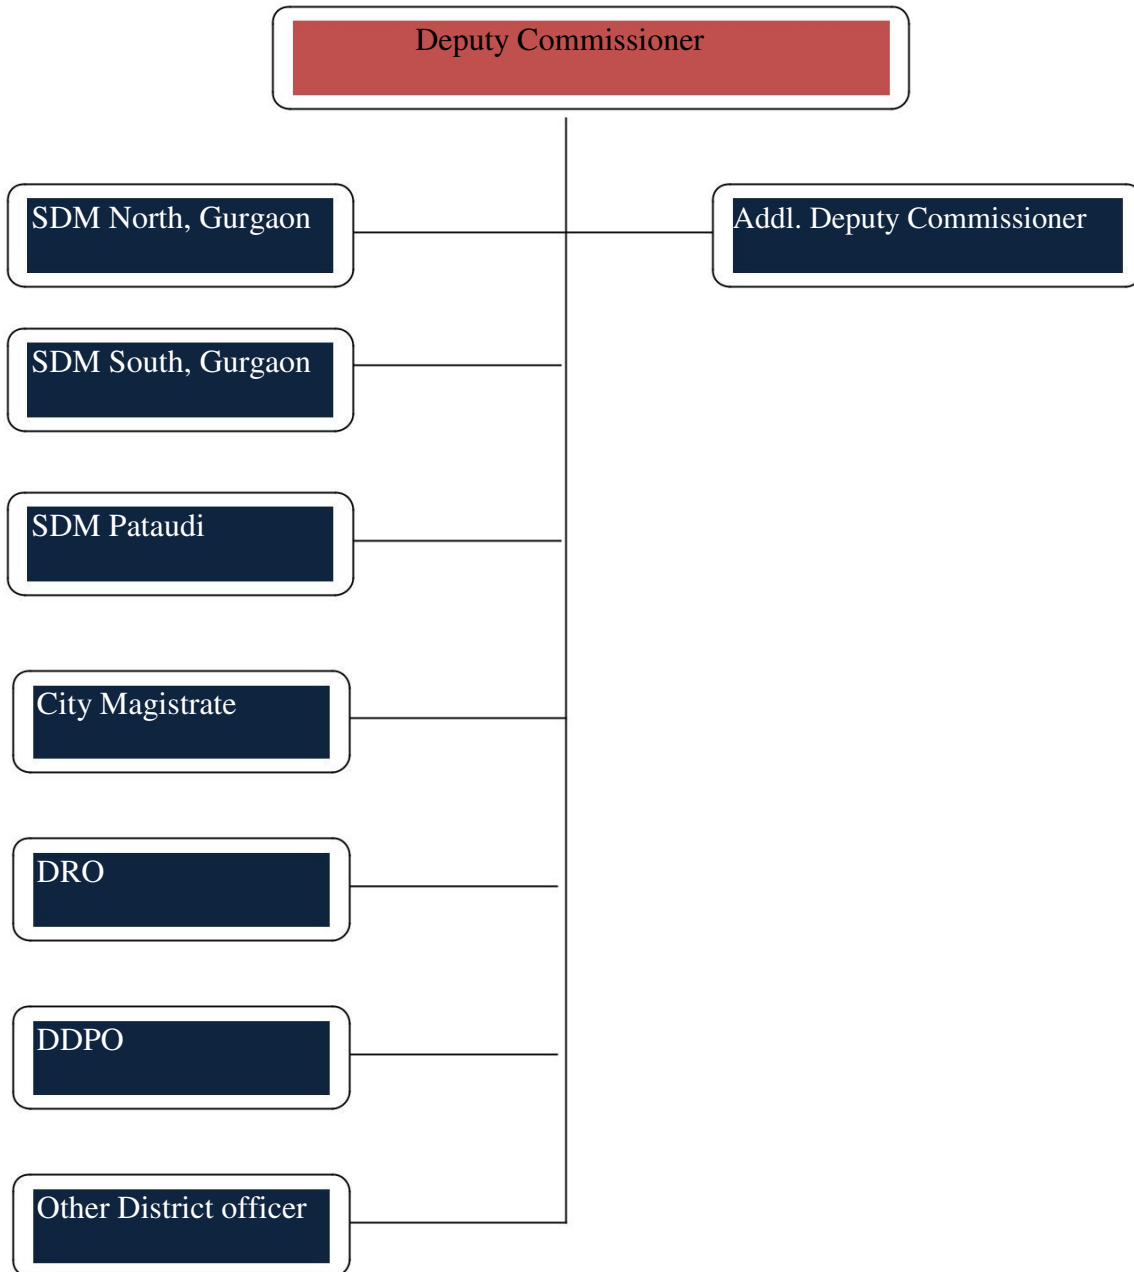 Deputy Commissioner
SDM North, Gurgaon
Addl. Deputy Commissioner
SDM South, Gurgaon
SDM Pataudi
City Magistrate
DRO
DDPO
Other District officer